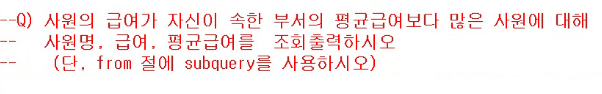 --Q) 사원의 급여가 자신이 속한 부서의 평균급여보다 많은 사원에 대해
-- 사원명, 급여, 평균급여를 조회출력하시오
-- (단, from 절에 subquery를 사용하시오)